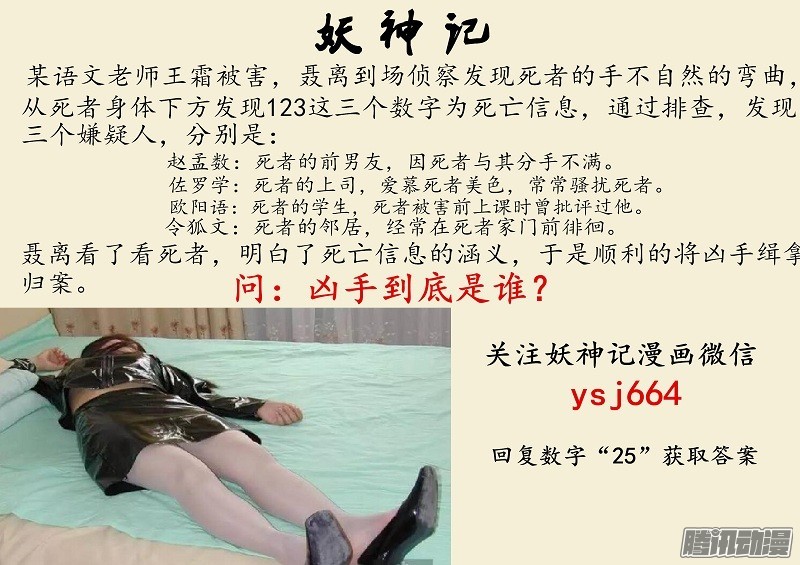 妖神记
某语文老师王霜被害，聂离到场侦察发现死者的手不自然的弯曲，
从死者身体下方发现123这三个数字为死亡信息，通过排查，发现
三个嫌疑人，分别是：
赵孟数：死者的前男友，因死者与其分手不满。
佐罗学：死者的上司，爱慕死者美色，常常骚扰死者。
欧阳语：死者的学生，死者被害前上课时曾批评过他。
令狐文：死者的邻居，经常在死者家门前徘徊。
聂离看了看死者，明白了死亡信息的涵义，于是顺利的将凶手缉拿
归案。
问：凶手到底是谁？
关注妖神记漫画微信
ysj664
回复数字“25”获取答案
腾讯动漫